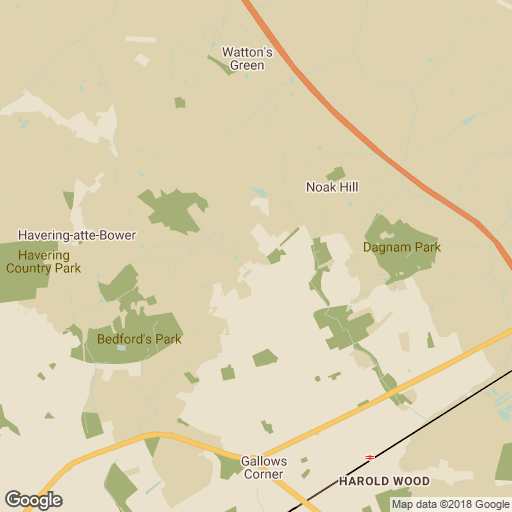 Watton's
Green
Noak Hill
Havering-atte-Bower
Dagnam Park
Havering
Country Park
Bedford's Park
Gallows
Corner
HAROLD WOOD
Google
Google
Map data ©2018 Google